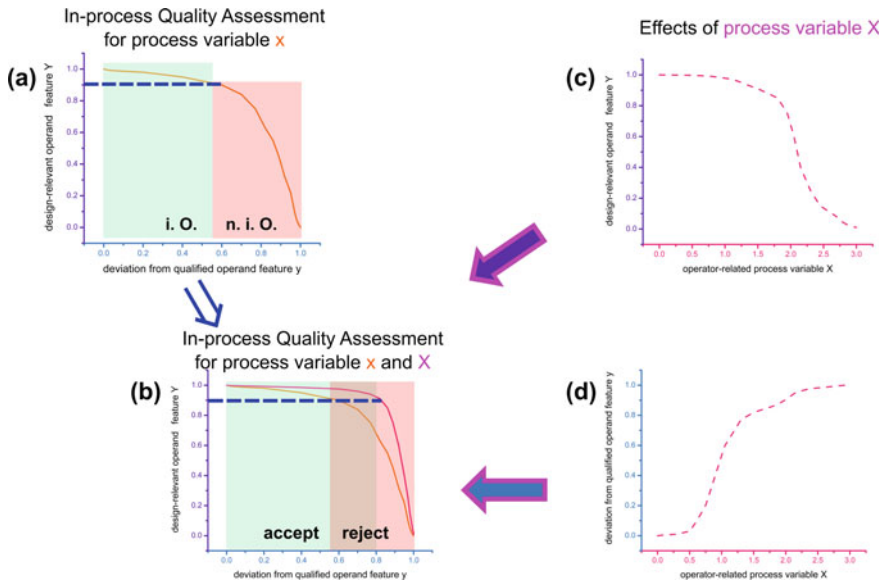 In-process Quality Assessment
for process variable x
(a)
design-relevant operand feature Y
1.0
0.8
0.6
0.4
0.2
0.0
i. O.
n. i. O.
0.0 0.2 0.4 0.6 0.8 1.0
deviation from qualified operand feature y
Effects of process variable X
(c)
design-relevant operand feature Y
1.0
0.8
0.6
0.4
0.2
0.0
0.0 0.5 1.0 1.5 2.0 2.5 3.0
operator-related process variable X
In-process Quality Assessment
for process variable x and X
(b)
design-relevant operand feature Y
1.0
0.8
0.6
0.4
0.2
0.0
accept
reject
0.0 0.2 0.4 0.6 0.8 1.0
deviation from qualified operand feature y
(d)
deviation from qualified operand feature y
1.0
0.8
0.6
0.4
0.2
0.0
0.0 0.5 1.0 1.5 2.0 2.5 3.0
operator-related process variable X